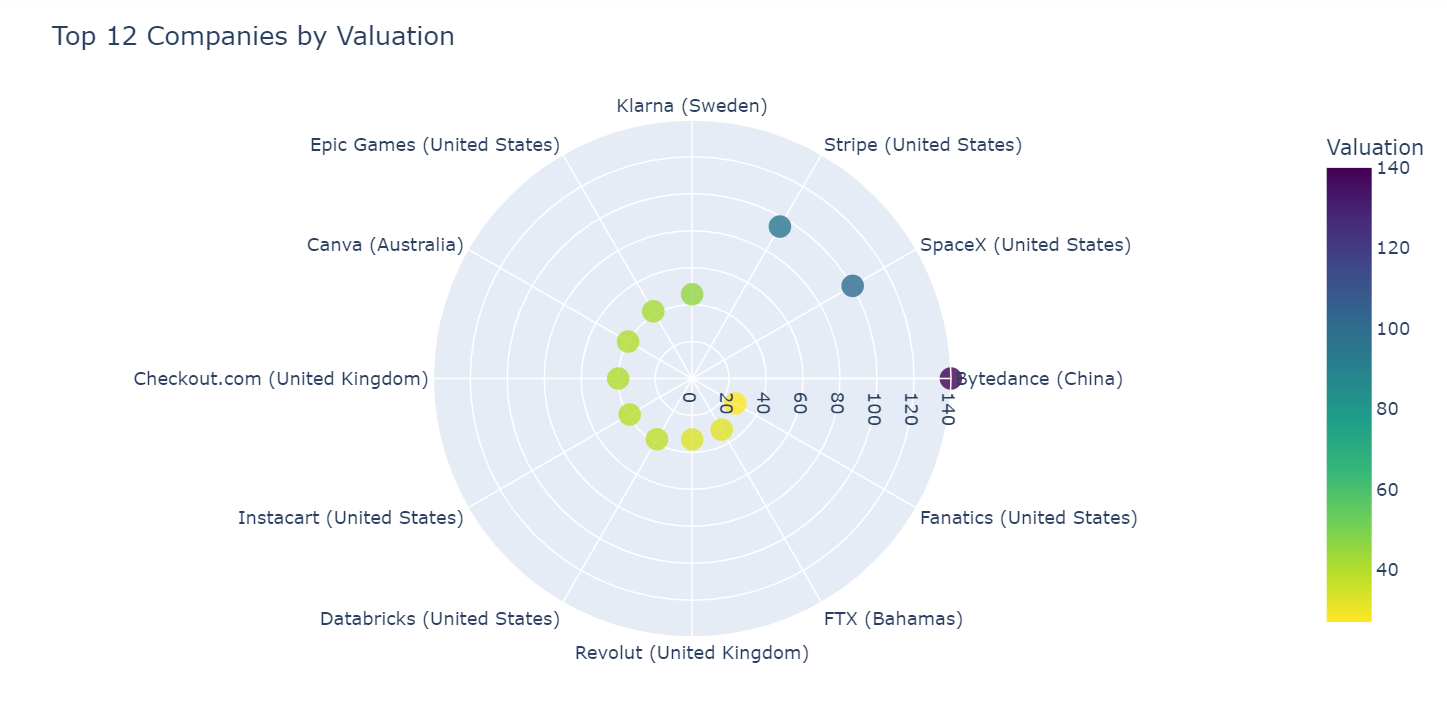 Top 12 Companies by Valuation
Klarna (Sweden)
Epic Games (United States)
Stripe (United States)
Valuation
Canva (Australia)
SpaceX (United States)
Checkout.com (United Kingdom)
Bytedance (China)
0
20
40
60
80
100
120
140
Instacart (United States)
Fanatics (United States)
Databricks (United States)
FTX (Bahamas)
Revolut (United Kingdom)
140
120
100
80
60
40